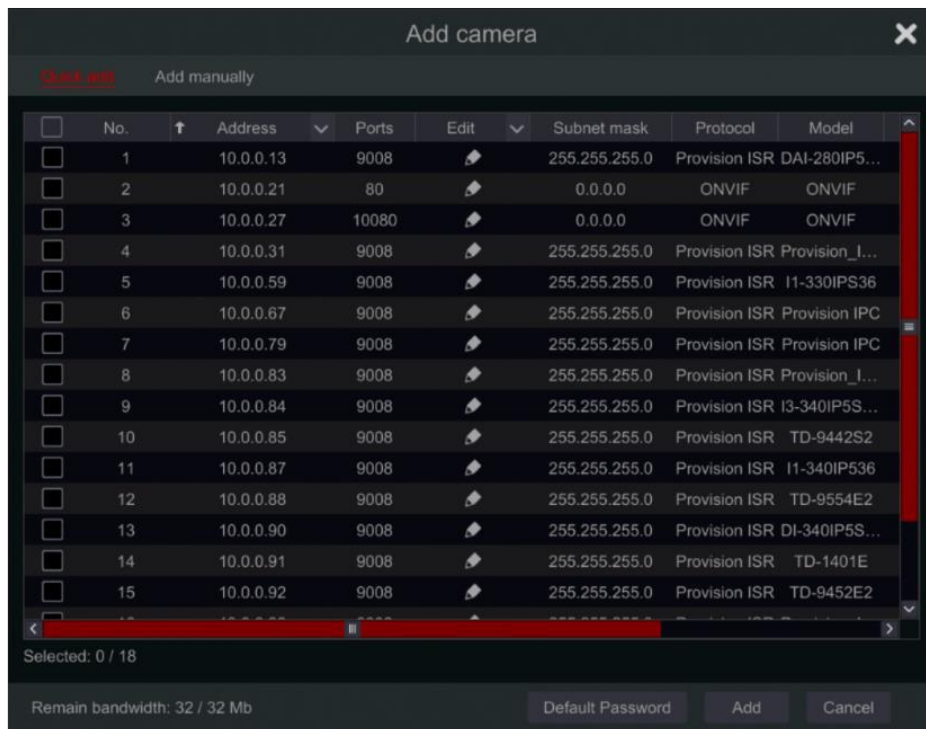 Add camera
Quick add Add manually
No. Address Ports Edit Subnet mask Protocol Model
1 10.0.0.13 9008 255.255.255.0 Provision ISR DAI-280IP5...
2 10.0.0.21 80 0.0.0.0 ONVIF ONVIF
3 10.0.0.27 10080 0.0.0.0 ONVIF ONVIF
4 10.0.0.31 9008 255.255.255.0 Provision ISR Provision_I...
5 10.0.0.59 9008 255.255.255.0 Provision ISR I1-330IPS36
6 10.0.0.67 9008 255.255.255.0 Provision ISR Provision IPC
7 10.0.0.79 9008 255.255.255.0 Provision ISR Provision IPC
8 10.0.0.83 9008 255.255.255.0 Provision ISR Provision_I...
9 10.0.0.84 9008 255.255.255.0 Provision ISR I3-340IP5S...
10 10.0.0.85 9008 255.255.255.0 Provision ISR TD-9442S2
11 10.0.0.87 9008 255.255.255.0 Provision ISR I1-340IP536
12 10.0.0.88 9008 255.255.255.0 Provision ISR TD-9554E2
13 10.0.0.90 9008 255.255.255.0 Provision ISR DI-340IP5S...
14 10.0.0.91 9008 255.255.255.0 Provision ISR TD-1401E
15 10.0.0.92 9008 255.255.255.0 Provision ISR TD-9452E2
Selected: 0 / 18
Remain bandwidth: 32 / 32 Mb Default Password Add Cancel